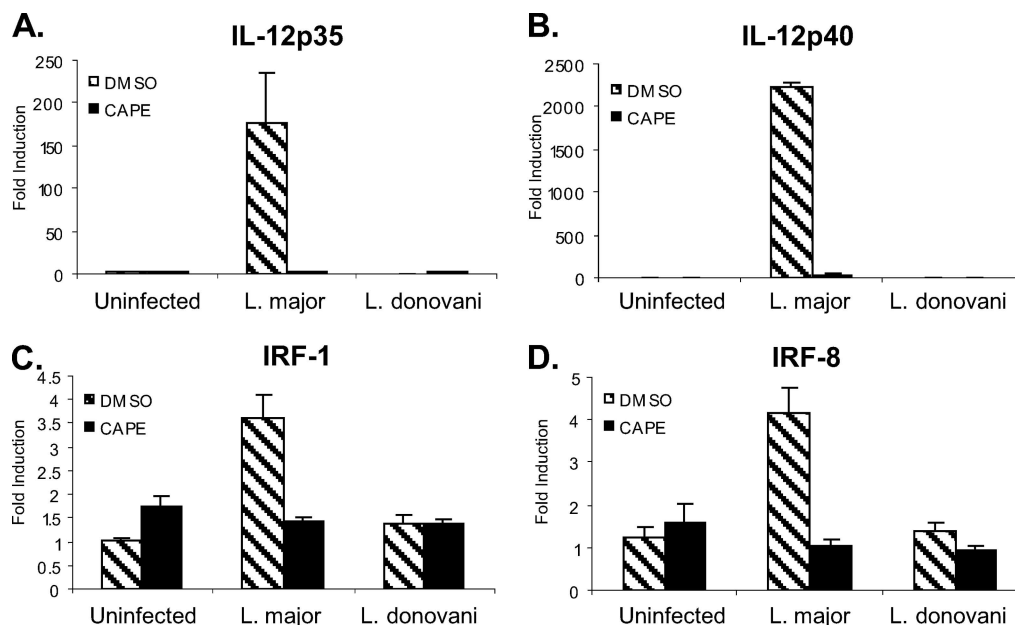 A.
IL-12p35
250
200
150
100
50
0
Fold Induction
DMSO
CAPE
Uninfected L. major L. donovani
B.
IL-12p40
2500
2000
1500
1000
500
0
Fold Induction
DMSO
CAPE
Uninfected L. major L. donovani
C.
IRF-1
4.5
4
3.5
3
2.5
2
1.5
1
0.5
0
Fold Induction
DMSO
CAPE
Uninfected L. major L. donovani
D.
IRF-8
5
4
3
2
1
0
Fold Induction
DMSO
CAPE
Uninfected L. major L. donovani